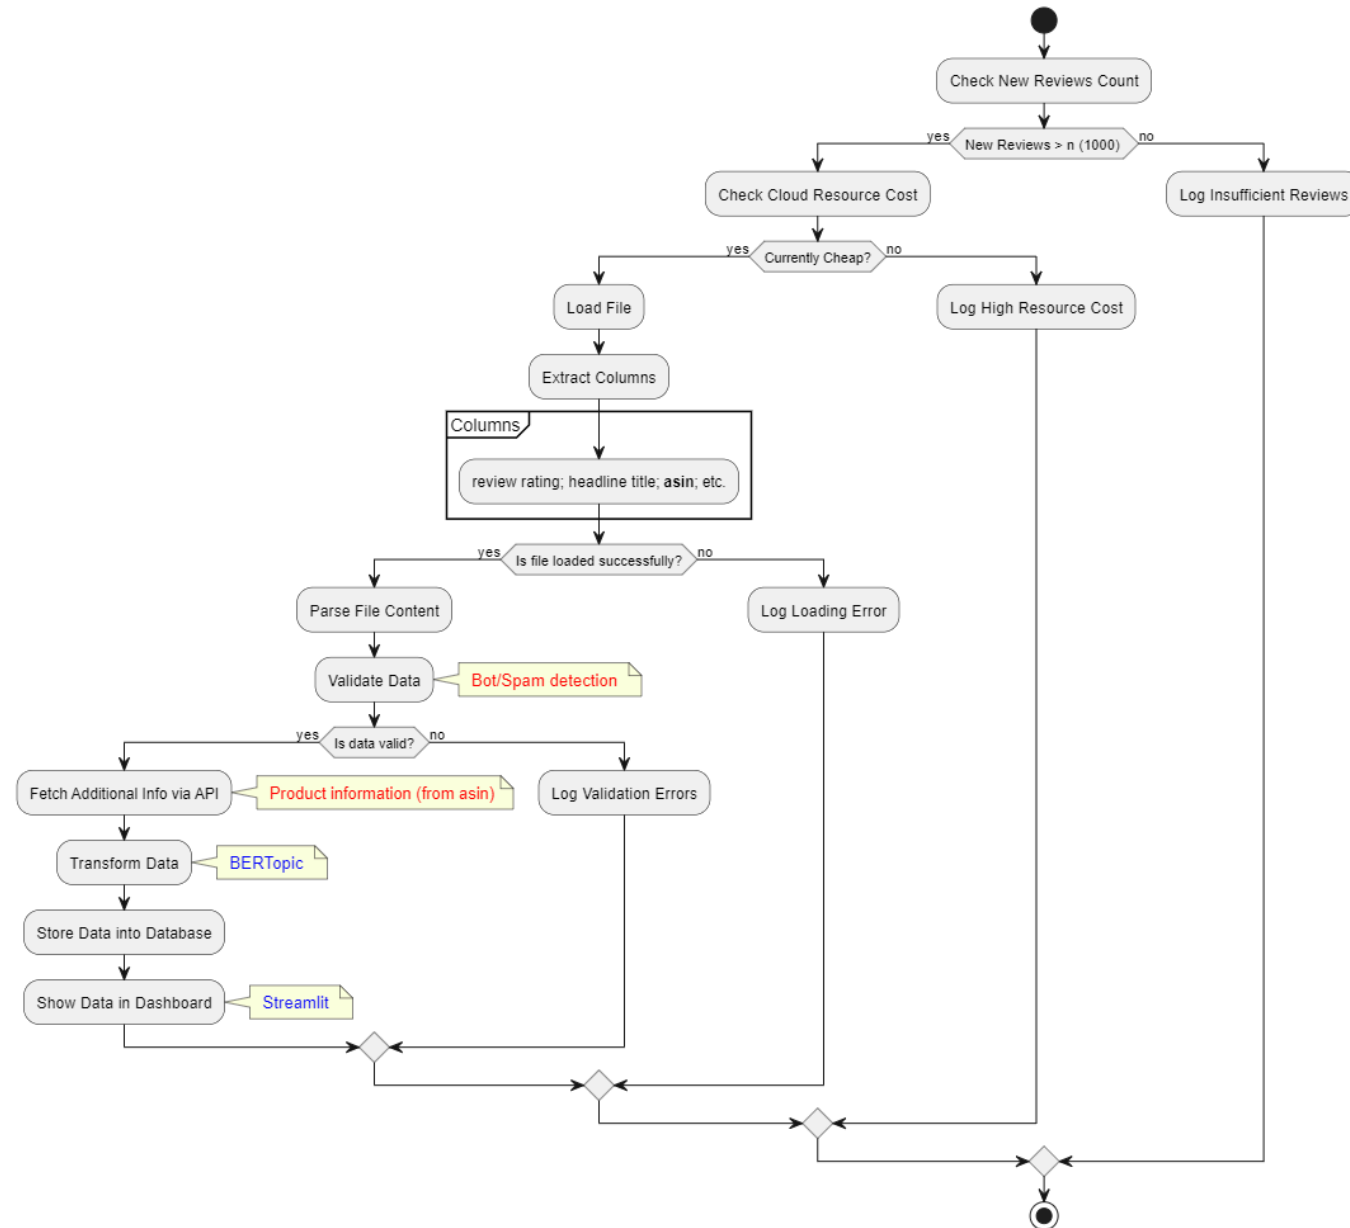 Check New Reviews Count
yes
New Reviews > n (1000)
no
Check Cloud Resource Cost
Log Insufficient Reviews
yes
Currently Cheap?
no
Load File
Log High Resource Cost
Extract Columns
Columns
review rating; headline title; asin; etc.
yes
Is file loaded successfully?
no
Parse File Content
Log Loading Error
Validate Data
Bot/Spam detection
yes
Is data valid?
no
Fetch Additional Info via API
Product information (from asin)
Log Validation Errors
Transform Data
BERTopic
Store Data into Database
Show Data in Dashboard
Streamlit